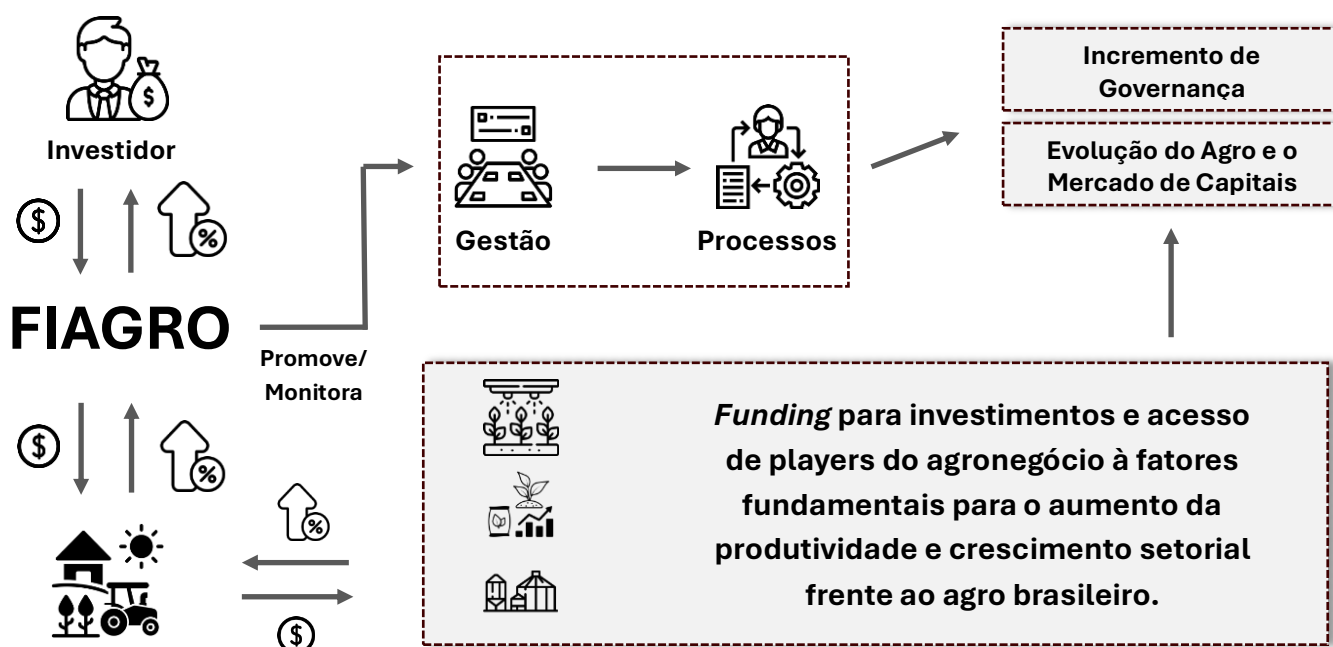 Investidor
$
$
%
FIAGRO
Promove/
Monitora
$
%
%
$
Gestão
Processos
Incremento de
Governança
Evolução do Agro e o
Mercado de Capitais
Funding para investimentos e acesso
de players do agronegócio à fatores
fundamentais para o aumento da
produtividade e crescimento setorial
frente ao agro brasileiro.